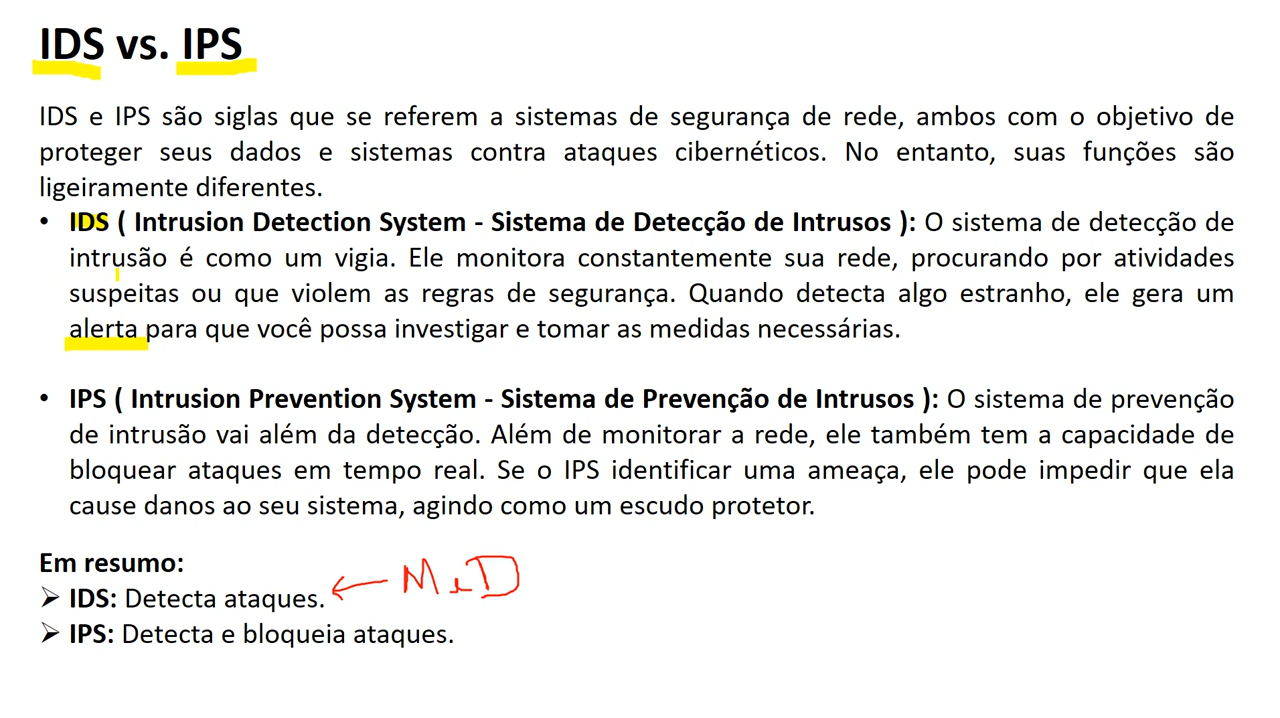 IDS vs. IPS
IDS e IPS são siglas que se referem a sistemas de segurança de rede, ambos com o objetivo de
proteger seus dados e sistemas contra ataques cibernéticos. No entanto, suas funções são
ligeiramente diferentes.
• IDS ( Intrusion Detection System - Sistema de Detecção de Intrusos ): O sistema de detecção de
intrusão é como um vigia. Ele monitora constantemente sua rede, procurando por atividades
suspeitas ou que violem as regras de segurança. Quando detecta algo estranho, ele gera um
alerta para que você possa investigar e tomar as medidas necessárias.
• IPS ( Intrusion Prevention System - Sistema de Prevenção de Intrusos ): O sistema de prevenção
de intrusão vai além da detecção. Além de monitorar a rede, ele também tem a capacidade de
bloquear ataques em tempo real. Se o IPS identificar uma ameaça, ele pode impedir que ela
cause danos ao seu sistema, agindo como um escudo protetor.
Em resumo:
➢ IDS: Detecta ataques. ← M e D
➢ IPS: Detecta e bloqueia ataques.